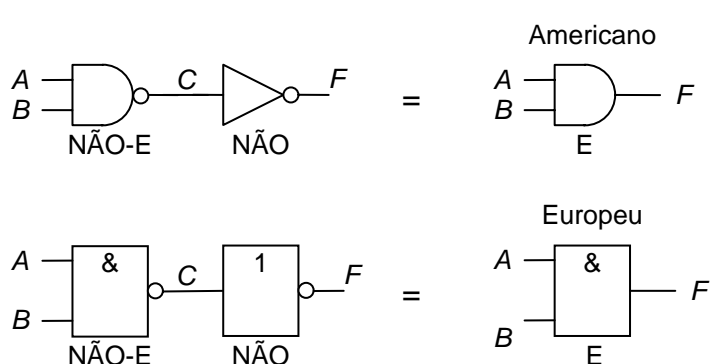 Americano
A C F = A F
B B
NÃO-E NÃO E
Europeu
A & C 1 F = A & F
B B
NÃO-E NÃO E